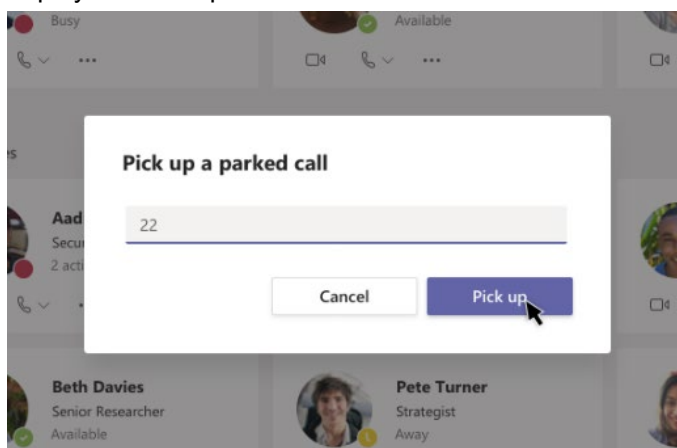 Busy
Available
es
Pick up a parked call
22
Aad
Secu
2 acti
Cancel
Pick up
Beth Davies
Pete Turner
Senior Researcher
Strategist
Available
Away